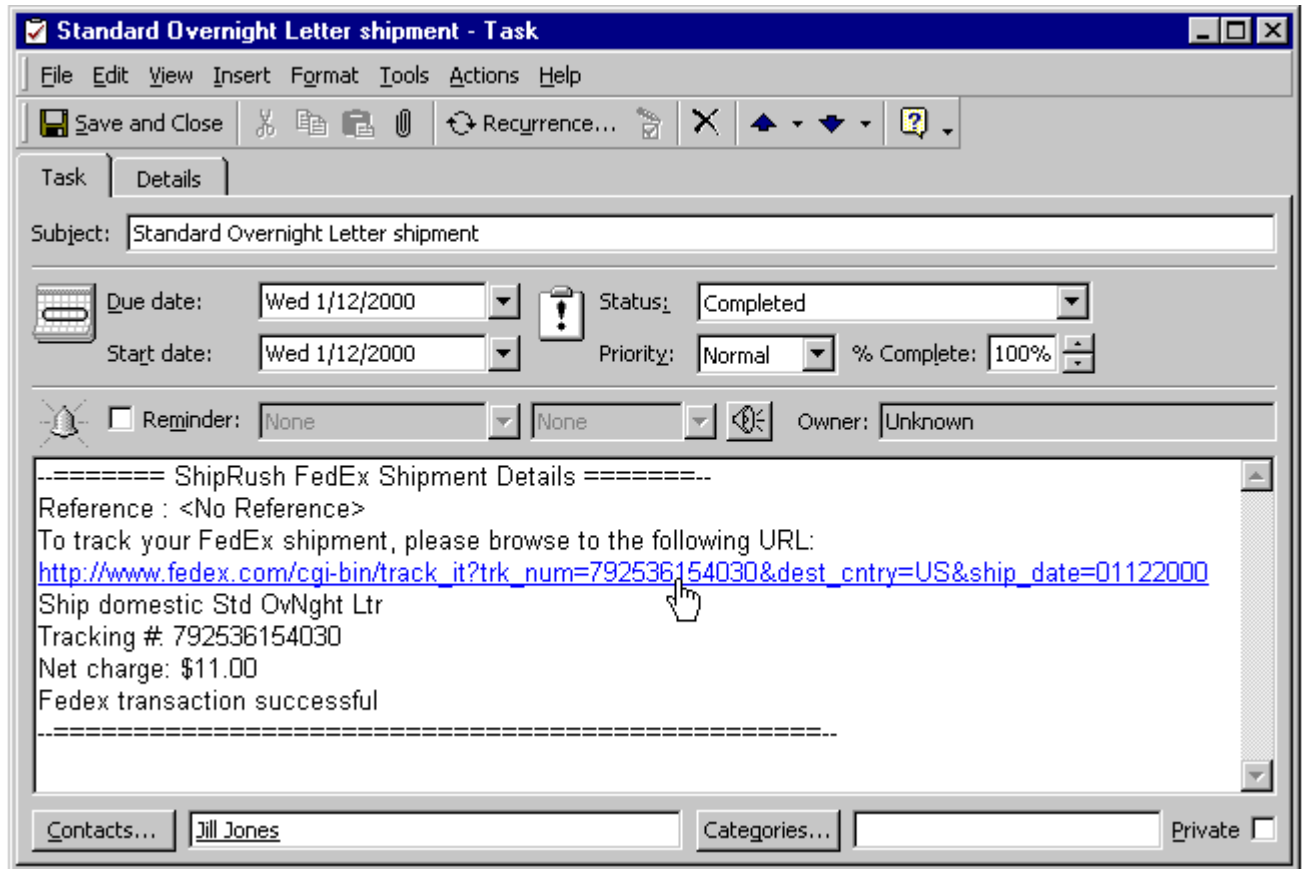 Standard Overnight Letter shipment - Task
File Edit View Insert Format Tools Actions Help
Save and Close Recurrence...
Task Details
Subject: Standard Overnight Letter shipment
Due date: Wed 1/12/2000 Status: Completed
Start date: Wed 1/12/2000 Priority: Normal % Complete: 100%
Reminder: None None Owner: Unknown
--======= ShipRush FedEx Shipment Details =======--
Reference : <No Reference>
To track your FedEx shipment, please browse to the following URL:
http://www.fedex.com/cgi-bin/track_it?trk_num=792536154030&dest_cntry=US&ship_date=01122000
Ship domestic Std OvNght Ltr
Tracking #: 792536154030
Net charge: $11.00
Fedex transaction successful
--================================================--
Contacts... Jill Jones Categories... Private